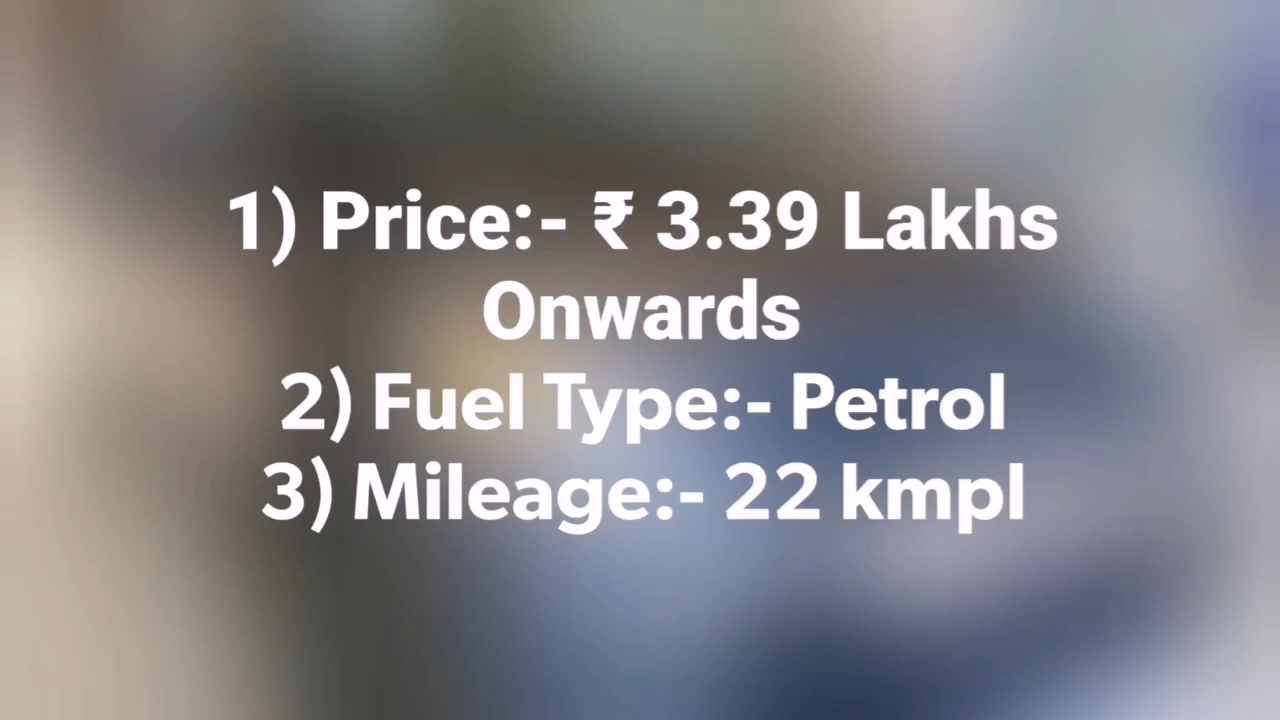 1) Price:- ₹ 3.39 Lakhs
Onwards
2) Fuel Type:- Petrol
3) Mileage:- 22 kmpl